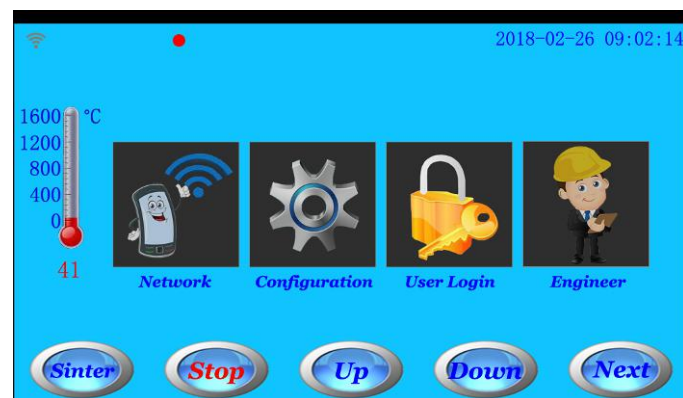 2018-02-26 09:02:14
1600 °C
1200
800
400
0
41
Network Configuration User Login Engineer
Sinter Stop Up Down Next